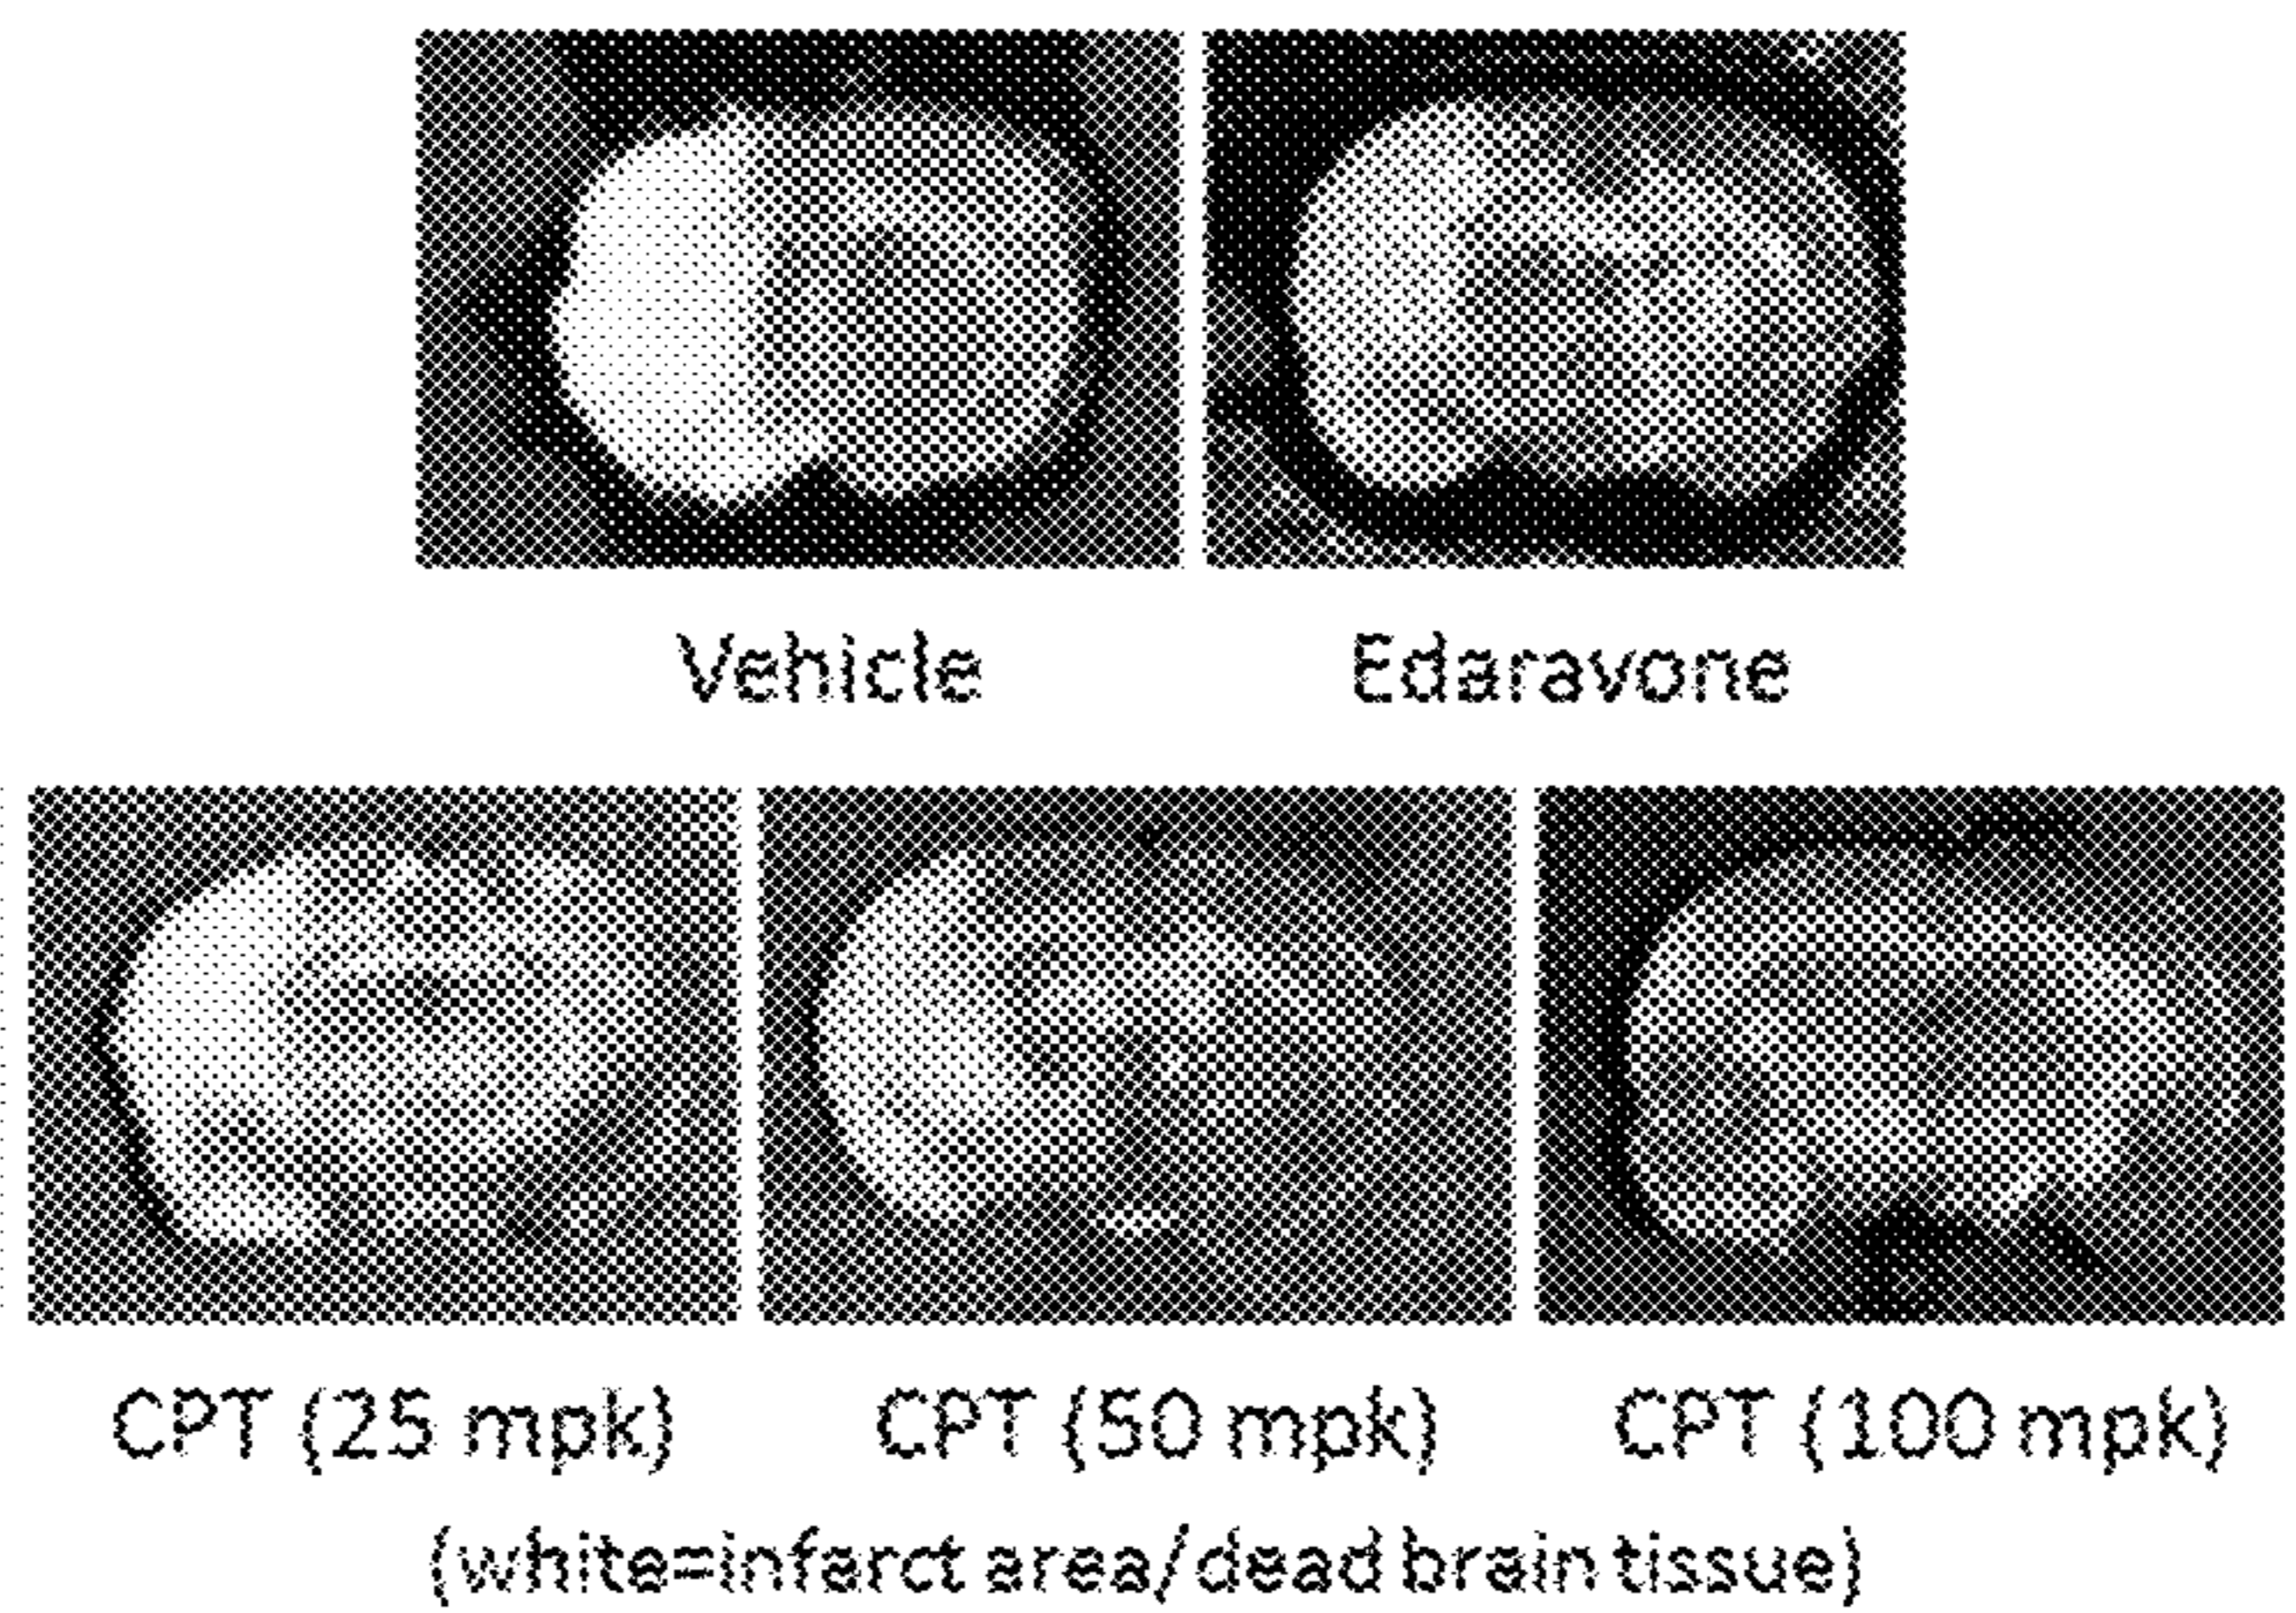 Vehicle
Edaravone
CPT (25 mpk)
CPT (50 mpk)
CPT (100 mpk)
(white=infarct area/dead brain tissue)